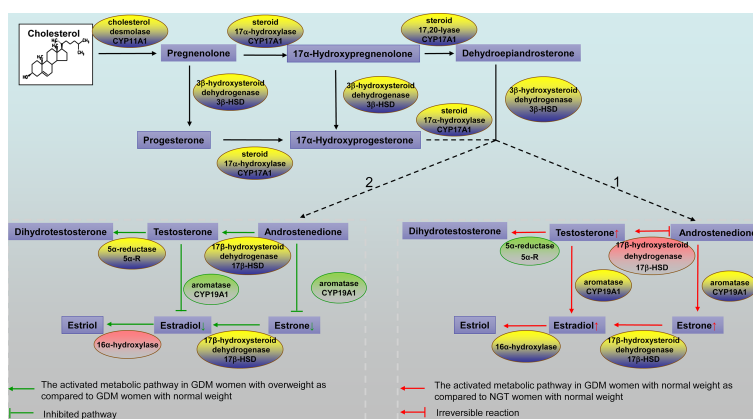 Cholesterol
H₃C
HO
cholesterol
desmolase
CYP11A1
Pregnenolone
steroid
17α-hydroxylase
CYP17A1
17α-Hydroxypregnenolone
steroid
17,20-lyase
CYP17A1
Dehydroepiandrosterone
3β-hydroxysteroid
dehydrogenase
3β-HSD
3β-hydroxysteroid
dehydrogenase
3β-HSD
3β-hydroxysteroid
dehydrogenase
3β-HSD
Progesterone
steroid
17α-hydroxylase
CYP17A1
17α-Hydroxyprogesterone
steroid
17α-hydroxylase
CYP17A1
2
1
Dihydrotestosterone
5α-reductase
5α-R
Testosterone
17β-hydroxysteroid
dehydrogenase
17β-HSD
Androstenedione
aromatase
CYP19A1
aromatase
CYP19A1
Estriol
16α-hydroxylase
Estradiol↓
17β-hydroxysteroid
dehydrogenase
17β-HSD
Estrone↓
Dihydrotestosterone
5α-reductase
5α-R
Testosterone↑
17β-hydroxysteroid
dehydrogenase
17β-HSD
Androstenedione
aromatase
CYP19A1
aromatase
CYP19A1
Estriol
16α-hydroxylase
Estradiol↑
17β-hydroxysteroid
dehydrogenase
17β-HSD
Estrone↑
The activated metabolic pathway in GDM women with overweight as
compared to GDM women with normal weight
Inhibited pathway
The activated metabolic pathway in GDM women with normal weight as
compared to NGT women with normal weight
Irreversible reaction